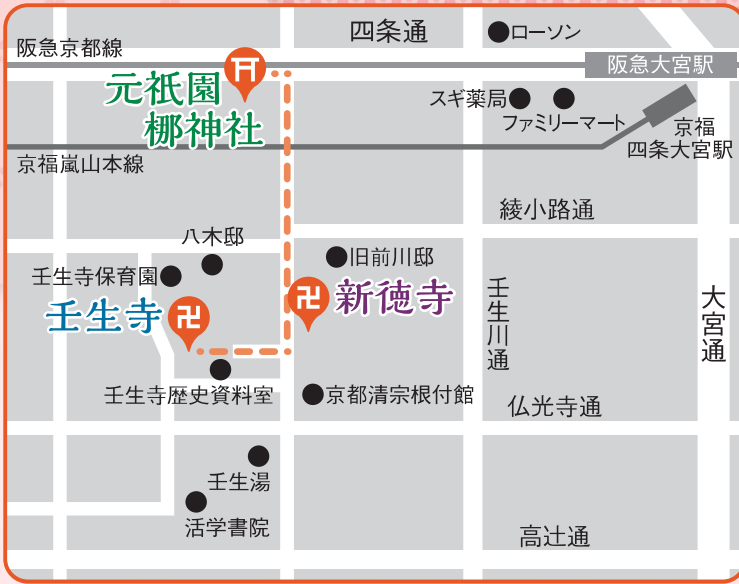 四条通
ローソン
阪急京都線
阪急大宮駅
元祇園
梛神社
スギ薬局
ファミリーマート
京福
四条大宮駅
京福嵐山本線
綾小路通
八木邸
旧前川邸
壬生寺保育園
壬生寺
新徳寺
壬生川通
大宮通
壬生寺歴史資料室
京都清宗根付館
仏光寺通
壬生湯
活学書院
高辻通